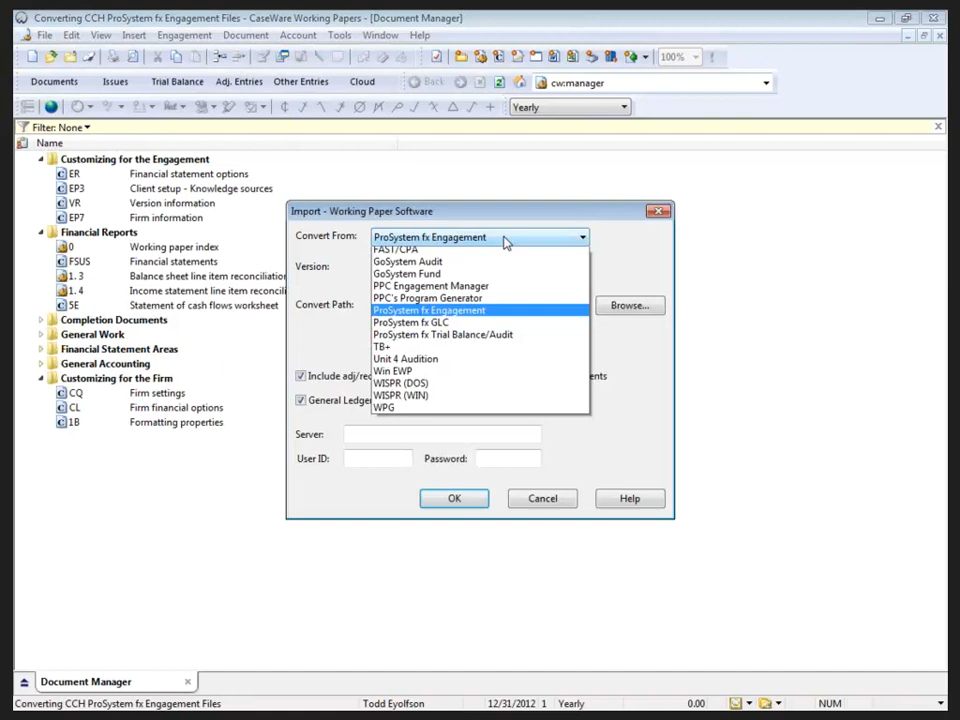 Converting CCH ProSystem fx Engagement Files - CaseWare Working Papers - [Document Manager]
File Edit View Insert Engagement Document Account Tools Window Help
100%
Documents Issues Trial Balance Adj. Entries Other Entries Cloud Back cw:manager
Yearly
Filter: None
Name
Customizing for the Engagement
ER Financial statement options
EP3 Client setup - Knowledge sources
VR Version information
EP7 Firm information
Financial Reports
0 Working paper index
FSUS Financial statements
1. 3 Balance sheet line item reconciliation
1. 4 Income statement line item reconcili
5E Statement of cash flows worksheet
Completion Documents
General Work
Financial Statement Areas
General Accounting
Customizing for the Firm
CQ Firm settings
CL Firm financial options
1B Formatting properties
Import - Working Paper Software
Convert From: ProSystem fx Engagement
FAST/CPA
Version:
GoSystem Audit
GoSystem Fund
PPC Engagement Manager
PPC's Program Generator
Convert Path:
Browse...
ProSystem fx Engagement
ProSystem fx GLC
ProSystem fx Trial Balance/Audit
TB+
Unit 4 Audition
Win EWP
WISPR (DOS)
WISPR (WIN)
WPG
Include adj/rec
ents
General Ledger
Server:
User ID: Password:
OK Cancel Help
Document Manager
Converting CCH ProSystem fx Engagement Files Todd Eyolfson 12/31/2012 1 Yearly 0.00 NUM